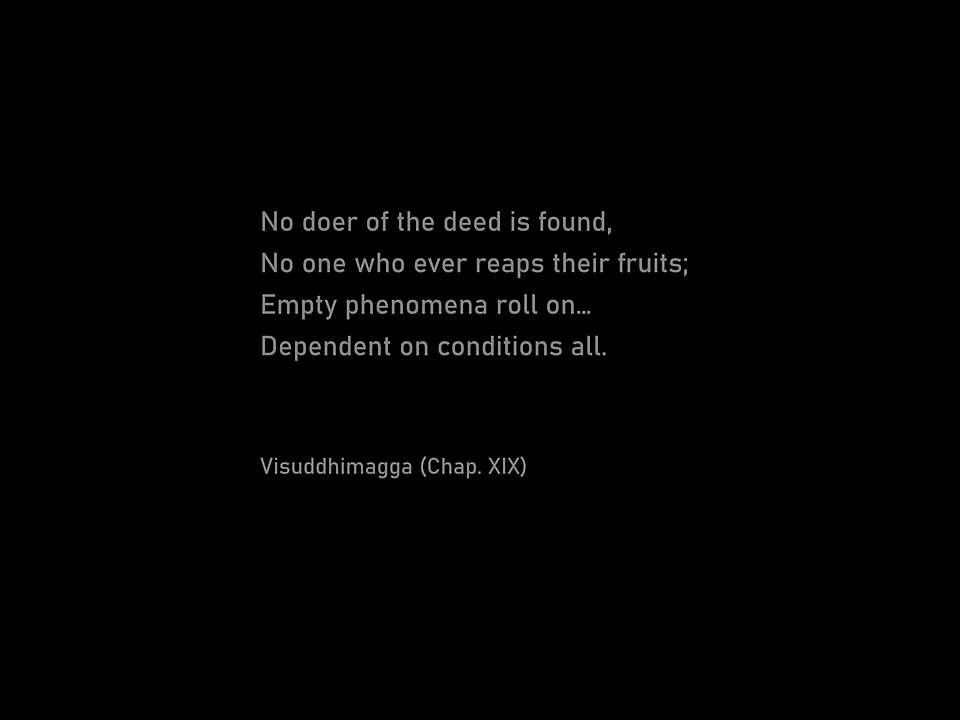 No doer of the deed is found,
No one who ever reaps their fruits;
Empty phenomena roll on...
Dependent on conditions all.
Visuddhimagga (Chap. XIX)